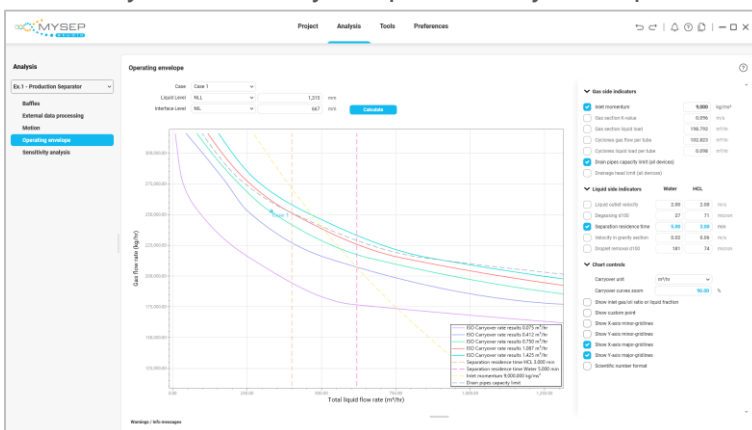 MYSEP
STUDIO
Project Analysis Tools Preferences
Analysis
Operating envelope
Ex.1 - Production Separator
Baffles
External data processing
Motion
Operating envelope
Sensitivity analysis
Case Case 1
Liquid Level NLL 1,215 mm
Interface Level NIL 667 mm Calculate
Gas flow rate (kg/hr)
Case 1
ISO Carryover rate results 0.075 m³/hr
ISO Carryover rate results 0.412 m³/hr
ISO Carryover rate results 0.750 m³/hr
ISO Carryover rate results 1.087 m³/hr
ISO Carryover rate results 1.425 m³/hr
Separation residence time HCL 3.000 min
Separation residence time Water 5.000 min
Inlet momentum 9,000.000 kg/ms²
Drain pipes capacity limit
Total liquid flow rate (m³/hr)
Warnings / Info messages
Gas side indicators
Inlet momentum 9,000 kg/ms²
Gas section K-value 0.096 m/s
Gas section liquid load
Cyclones gas flow per tube
Cyclones liquid load per tube 0.098
Drain pipes capacity limit (all devices)
Drainage head limit (all devices)
Liquid side indicators Water HCL
Liquid outlet velocity 2.00 2.00 m/s
Degassing d100 27 71 micron
Separation residence time 5.00 3.00 min
Velocity in gravity section 0.02 0.06 m/s
Droplet removal d100 181 74 micron
Chart controls
Carryover unit m³/hr
Carryover curves zoom 50.00 %
Show inlet gas/oil ratio or liquid fraction
Show custom point
Show X-axis minor-gridlines
Show Y-axis minor-gridlines
Show X-axis major-gridlines
Show Y-axis major-gridlines
Scientific number format